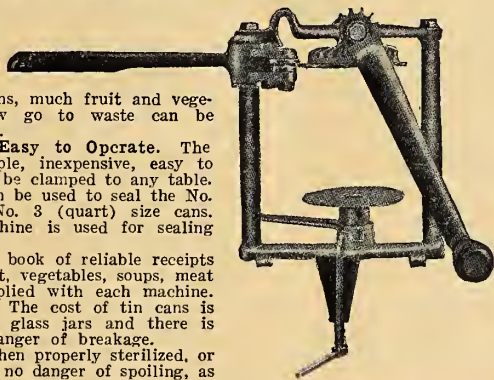 ns, much fruit and vege-
w go to waste can be
Easy to Opcrate. The
ple, inexpensive, easy to
be clamped to any table.
n be used to seal the No.
No. 3 (quart) size cans.
hine is used for sealing
book of reliable receipts
t, vegetables, soups, meat
plied with each machine.
The cost of tin cans is
glass jars and there is
anger of breakage.
hen properly sterilized, or
no danger of spoiling, as